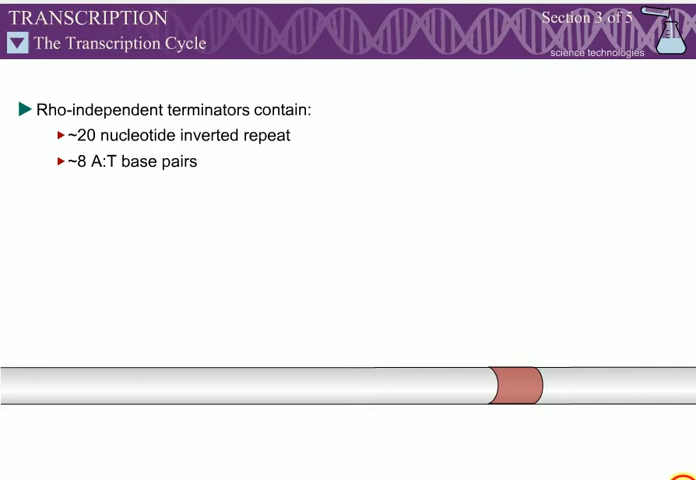 TRANSCRIPTION
Section 3 of 5
The Transcription Cycle
science technologies
Rho-independent terminators contain:
~20 nucleotide inverted repeat
~8 A:T base pairs